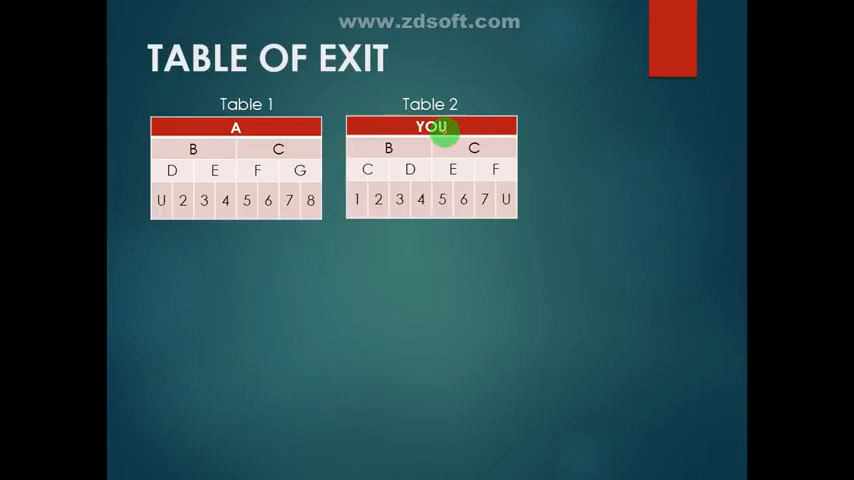 www.zdsoft.com
TABLE OF EXIT
Table 1
A
B C
D E F G
U 2 3 4 5 6 7 8
Table 2
YOU
B C
C D E F
1 2 3 4 5 6 7 U